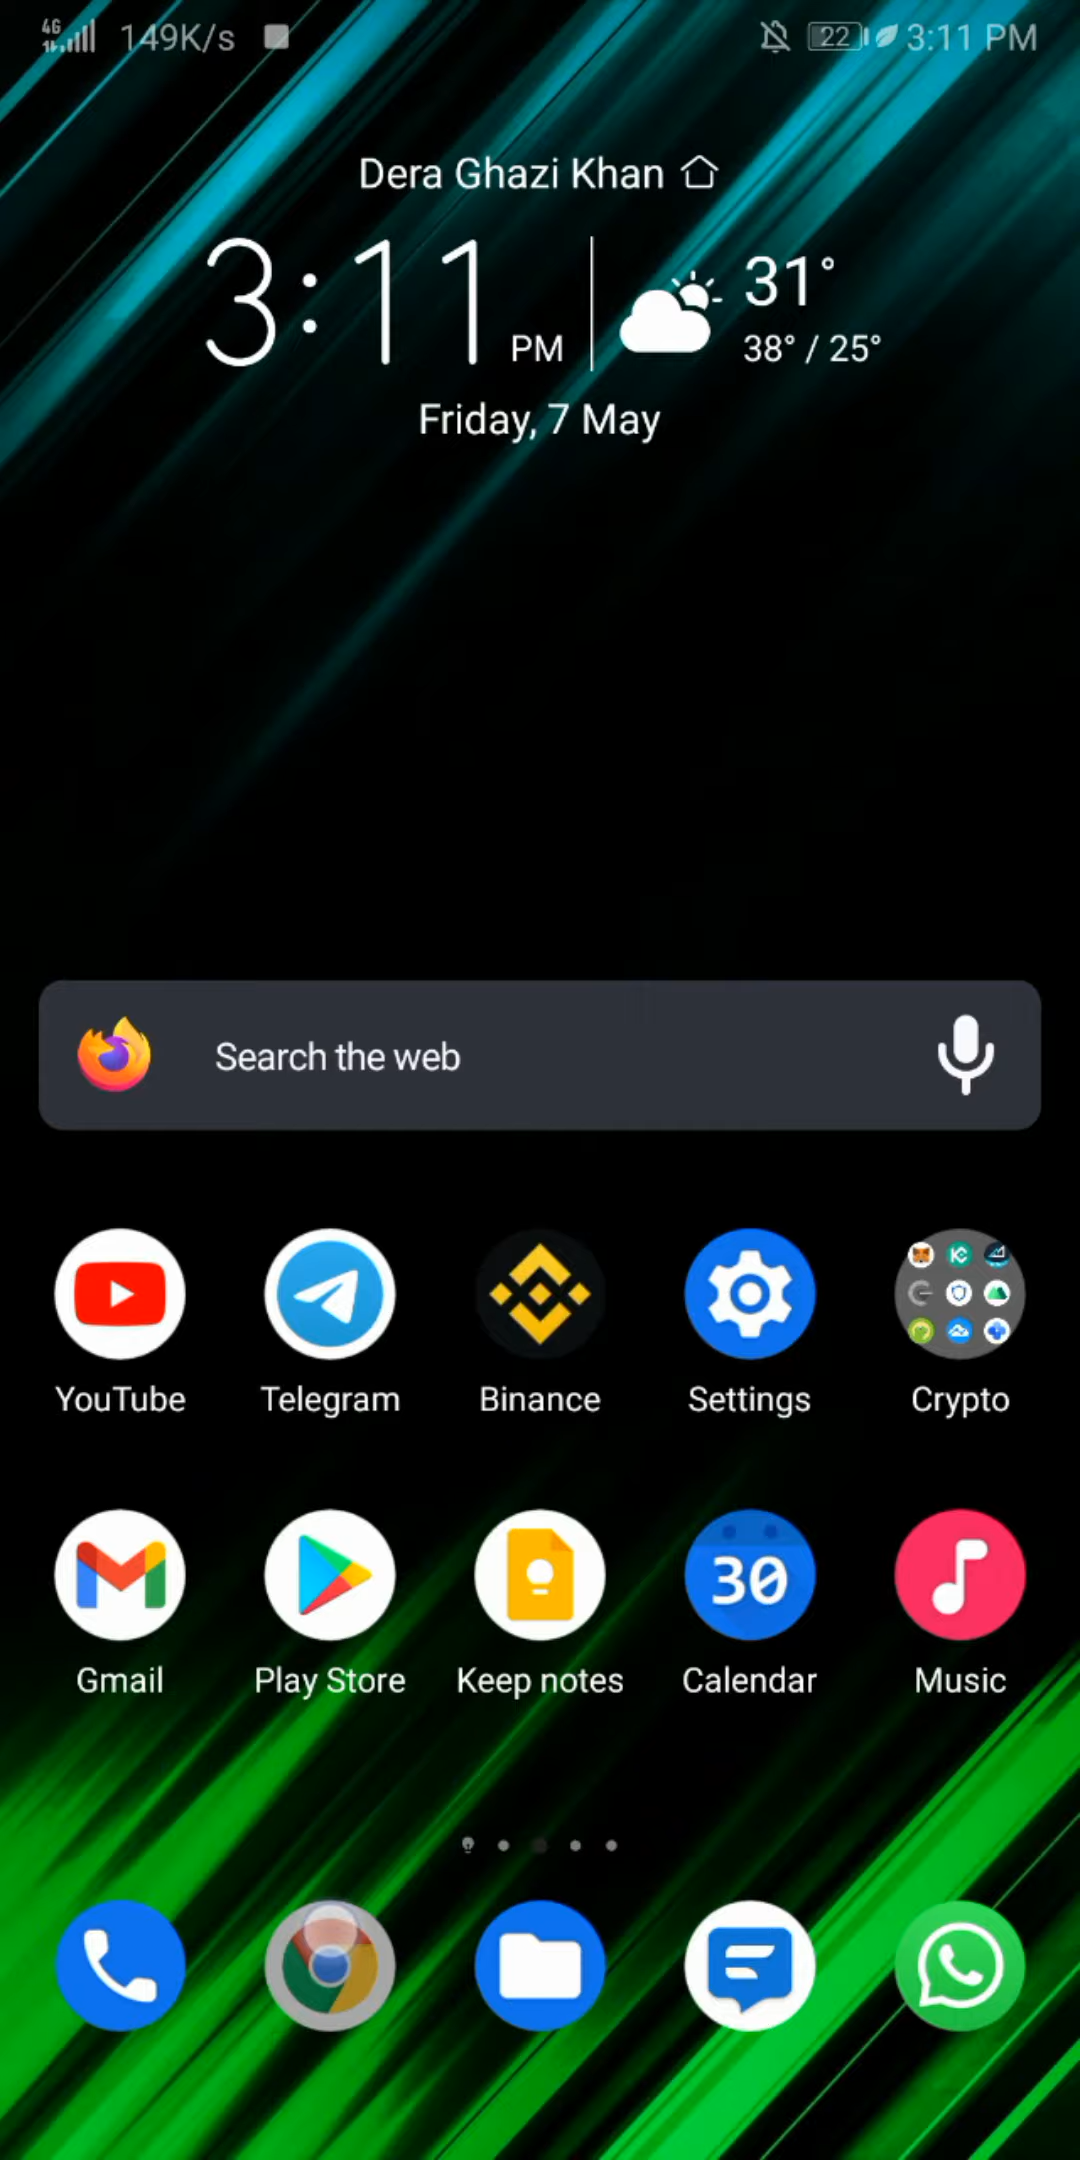 4G 149K/s 22 3:11 PM
Dera Ghazi Khan
3:11 PM 31°
38° / 25°
Friday, 7 May
Search the web
YouTube Telegram Binance Settings Crypto
30
Gmail Play Store Keep notes Calendar Music